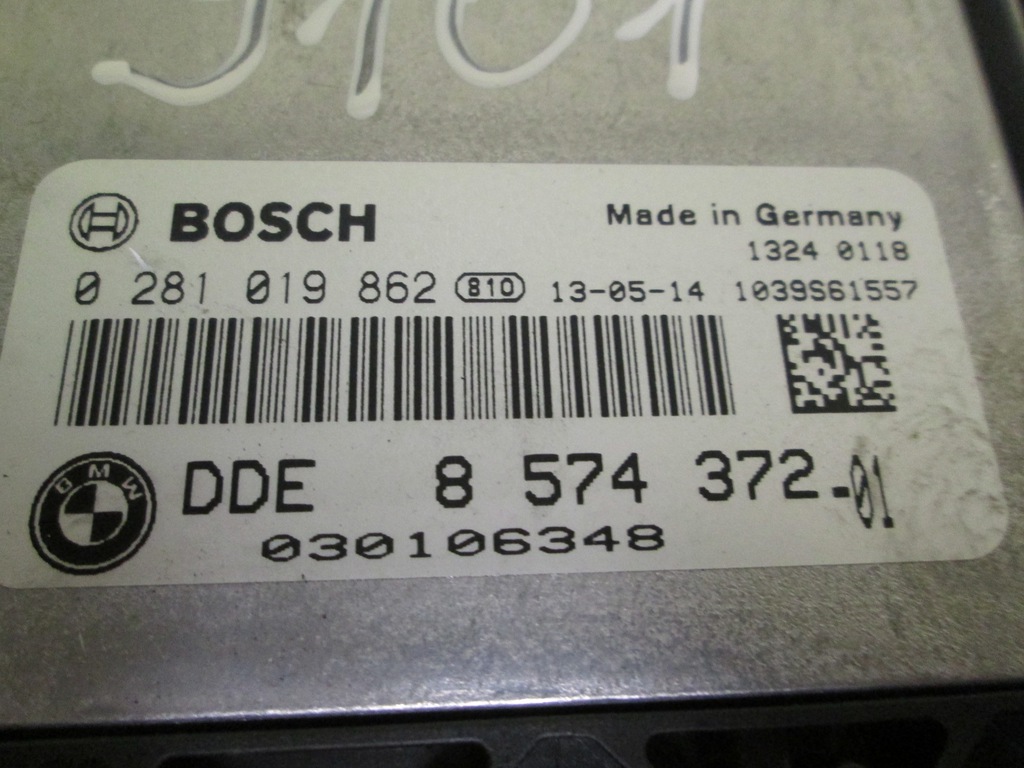 BOSCH
Made in Germany
1324 0118
0 281 019 862 810 13-05-14 1039S61557
BMW DDE 8 574 372.01
030106348